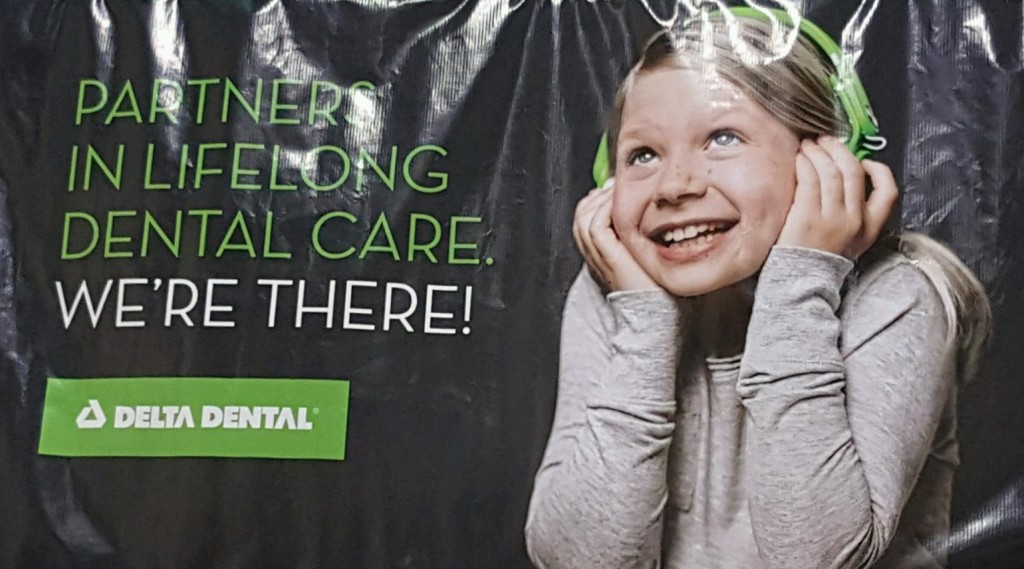 PARTNERS
IN LIFELONG
DENTAL CARE.
WE'RE THERE!
DELTA DENTAL®